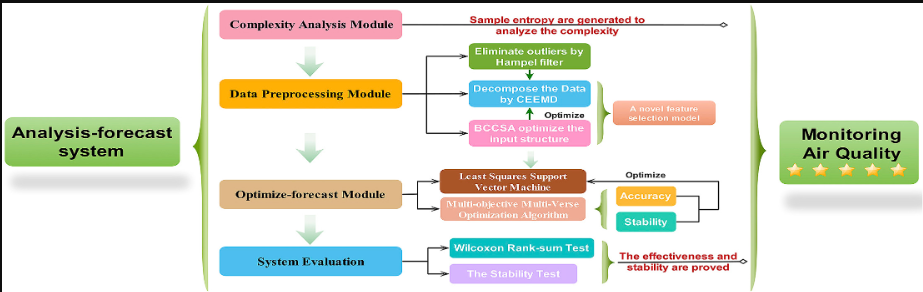 Complexity Analysis Module
Sample entropy are generated to
analyze the complexity
Eliminate outliers by
Hampel filter
Data Preprocessing Module
Decompose the Data
by CEEMD
Optimize
A novel feature
selection model
BCCSA optimize the
input structure
Analysis-forecast
system
Monitoring
Air Quality
Least Squares Support
Vector Machine
Optimize
Optimize-forecast Module
Multi-objective Multi-Verse
Optimization Algorithm
Accuracy
Stability
System Evaluation
Wilcoxon Rank-sum Test
The Stability Test
The effectiveness and
stability are proved